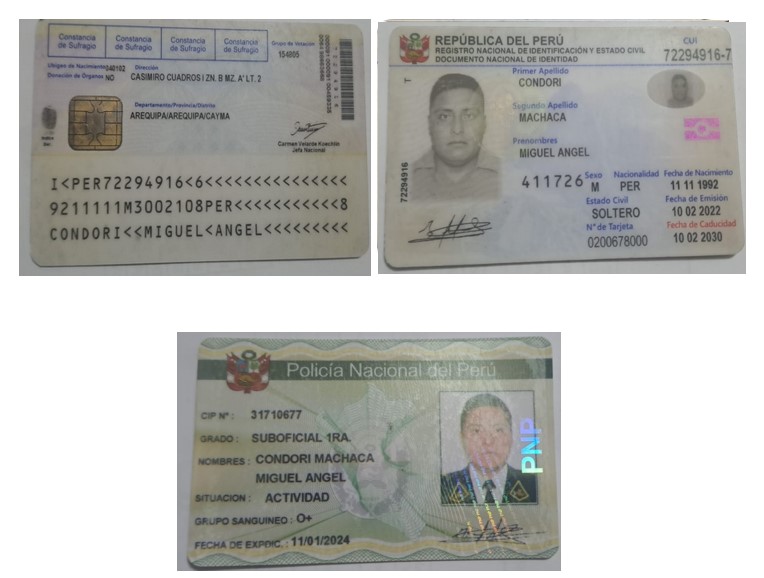 Constancia de Sufragio
Constancia de Sufragio
Constancia de Sufragio
Constancia de Sufragio
Grupo de Votación
154805
Ubigeo de Nacimiento 040102
Donación de Organos NO
Dirección
CASIMIRO CUADROS I ZN. B MZ. A' LT. 2
Departamento/Provincia/Distrito
AREQUIPA/AREQUIPA/CAYMA
Carmen Velarde Koechlin
Jefa Nacional
I<PER72294916<6<<<<<<<<<<<<<<<
9211111M3002108PER<<<<<<<<<<<8
CONDORI<<MIGUEL<ANGEL<<<<<<<<<
REPÚBLICA DEL PERÚ
REGISTRO NACIONAL DE IDENTIFICACIÓN Y ESTADO CIVIL
DOCUMENTO NACIONAL DE IDENTIDAD
CUI
72294916-7
Primer Apellido
CONDORI
Segundo Apellido
MACHACA
Prenombres
MIGUEL ANGEL
T
72294916
411726
Sexo
M
Nacionalidad
PER
Fecha de Nacimiento
11 11 1992
Estado Civil
SOLTERO
Fecha de Emisión
10 02 2022
N° de Tarjeta
0200678000
Fecha de Caducidad
10 02 2030
Policía Nacional del Perú
CIP N° : 31710677
GRADO : SUBOFICIAL 1RA.
NOMBRES : CONDORI MACHACA
MIGUEL ANGEL
SITUACION : ACTIVIDAD
GRUPO SANGUINEO : O+
FECHA DE EXPDIC. : 11/01/2024
PNP